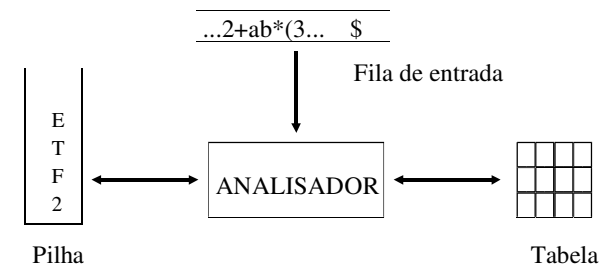 ...2+ab*(3... $
Fila de entrada
E
T
F
2
ANALISADOR
Pilha
Tabela